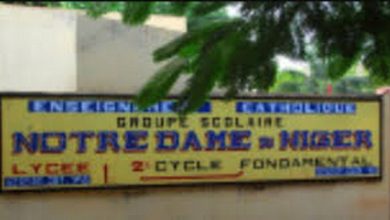 ENSEIGNEMENT CATHOLIQUE
GROUPE SCOLAIRE
NOTRE DAME DU NIGER
LYCEE 2E CYCLE FONDAMENTAL